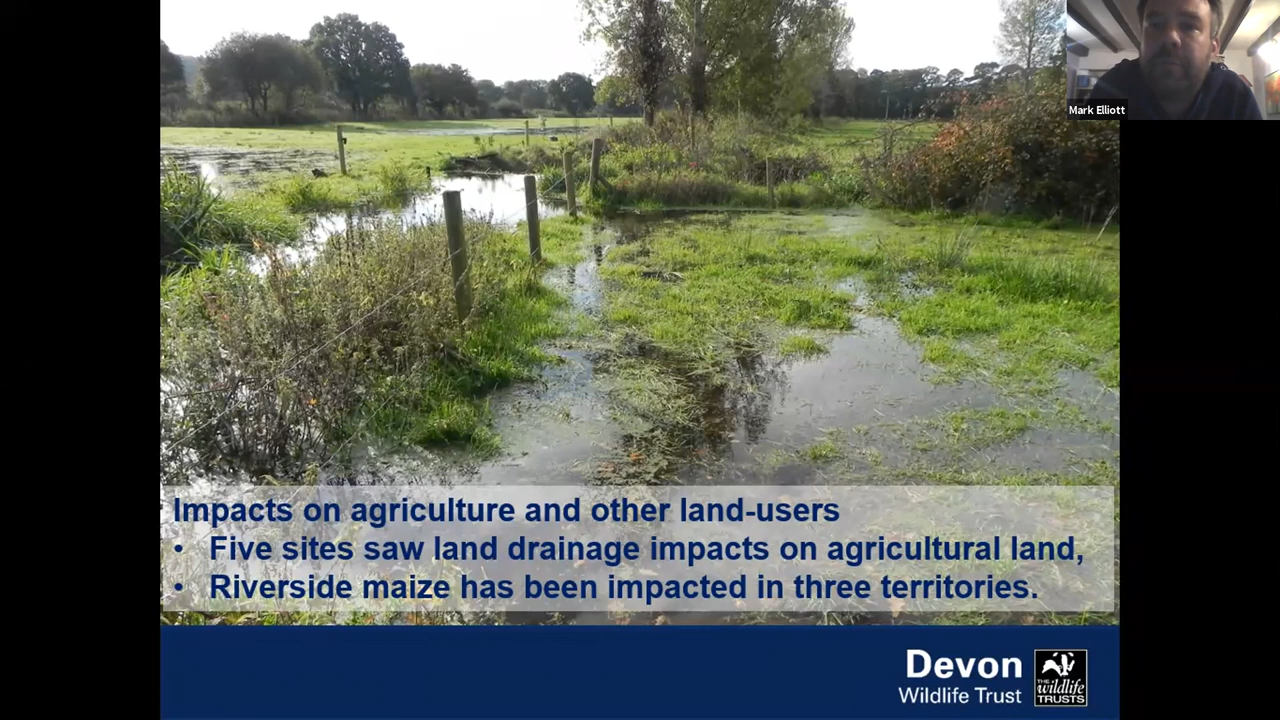 Mark Elliott
Impacts on agriculture and other land-users
• Five sites saw land drainage impacts on agricultural land,
• Riverside maize has been impacted in three territories.
Devon
Wildlife Trust
THE
wildlife
TRUSTS